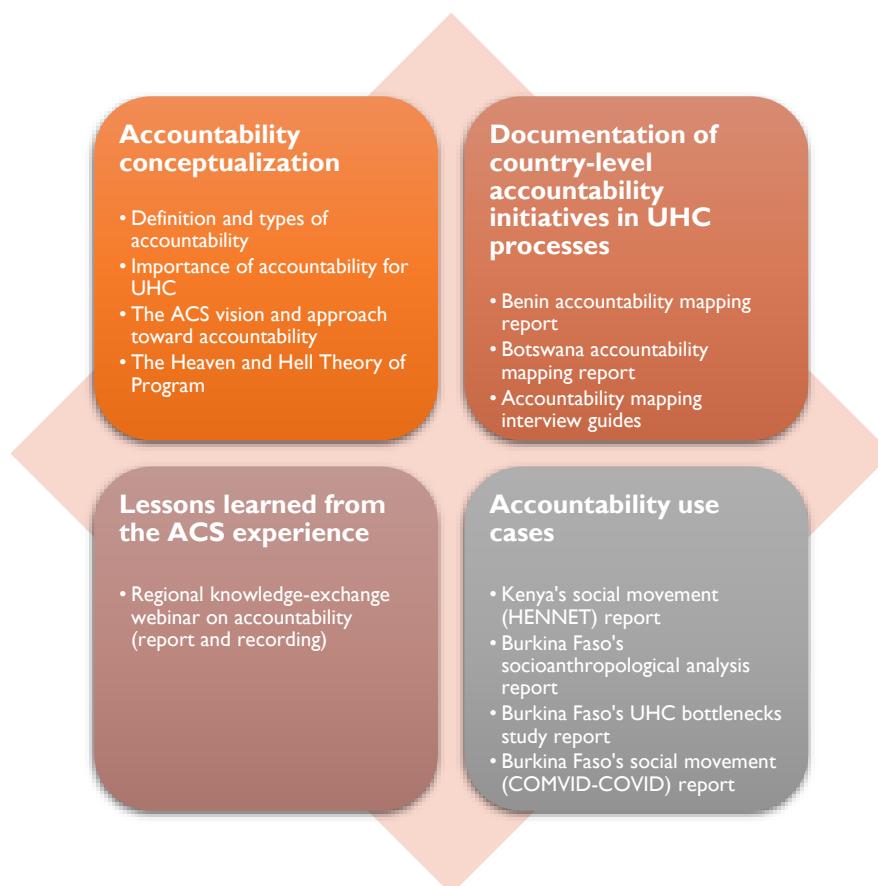 Accountability
conceptualization
• Definition and types of
accountability
• Importance of accountability for
UHC
• The ACS vision and approach
toward accountability
• The Heaven and Hell Theory of
Program
Documentation of
country-level
accountability
initiatives in UHC
processes
• Benin accountability mapping
report
• Botswana accountability
mapping report
• Accountability mapping
interview guides
Lessons learned from
the ACS experience
• Regional knowledge-exchange
webinar on accountability
(report and recording)
Accountability use
cases
• Kenya's social movement
(HENNET) report
• Burkina Faso's
socioanthropological analysis
report
• Burkina Faso's UHC bottlenecks
study report
• Burkina Faso's social movement
(COMVID-COVID) report